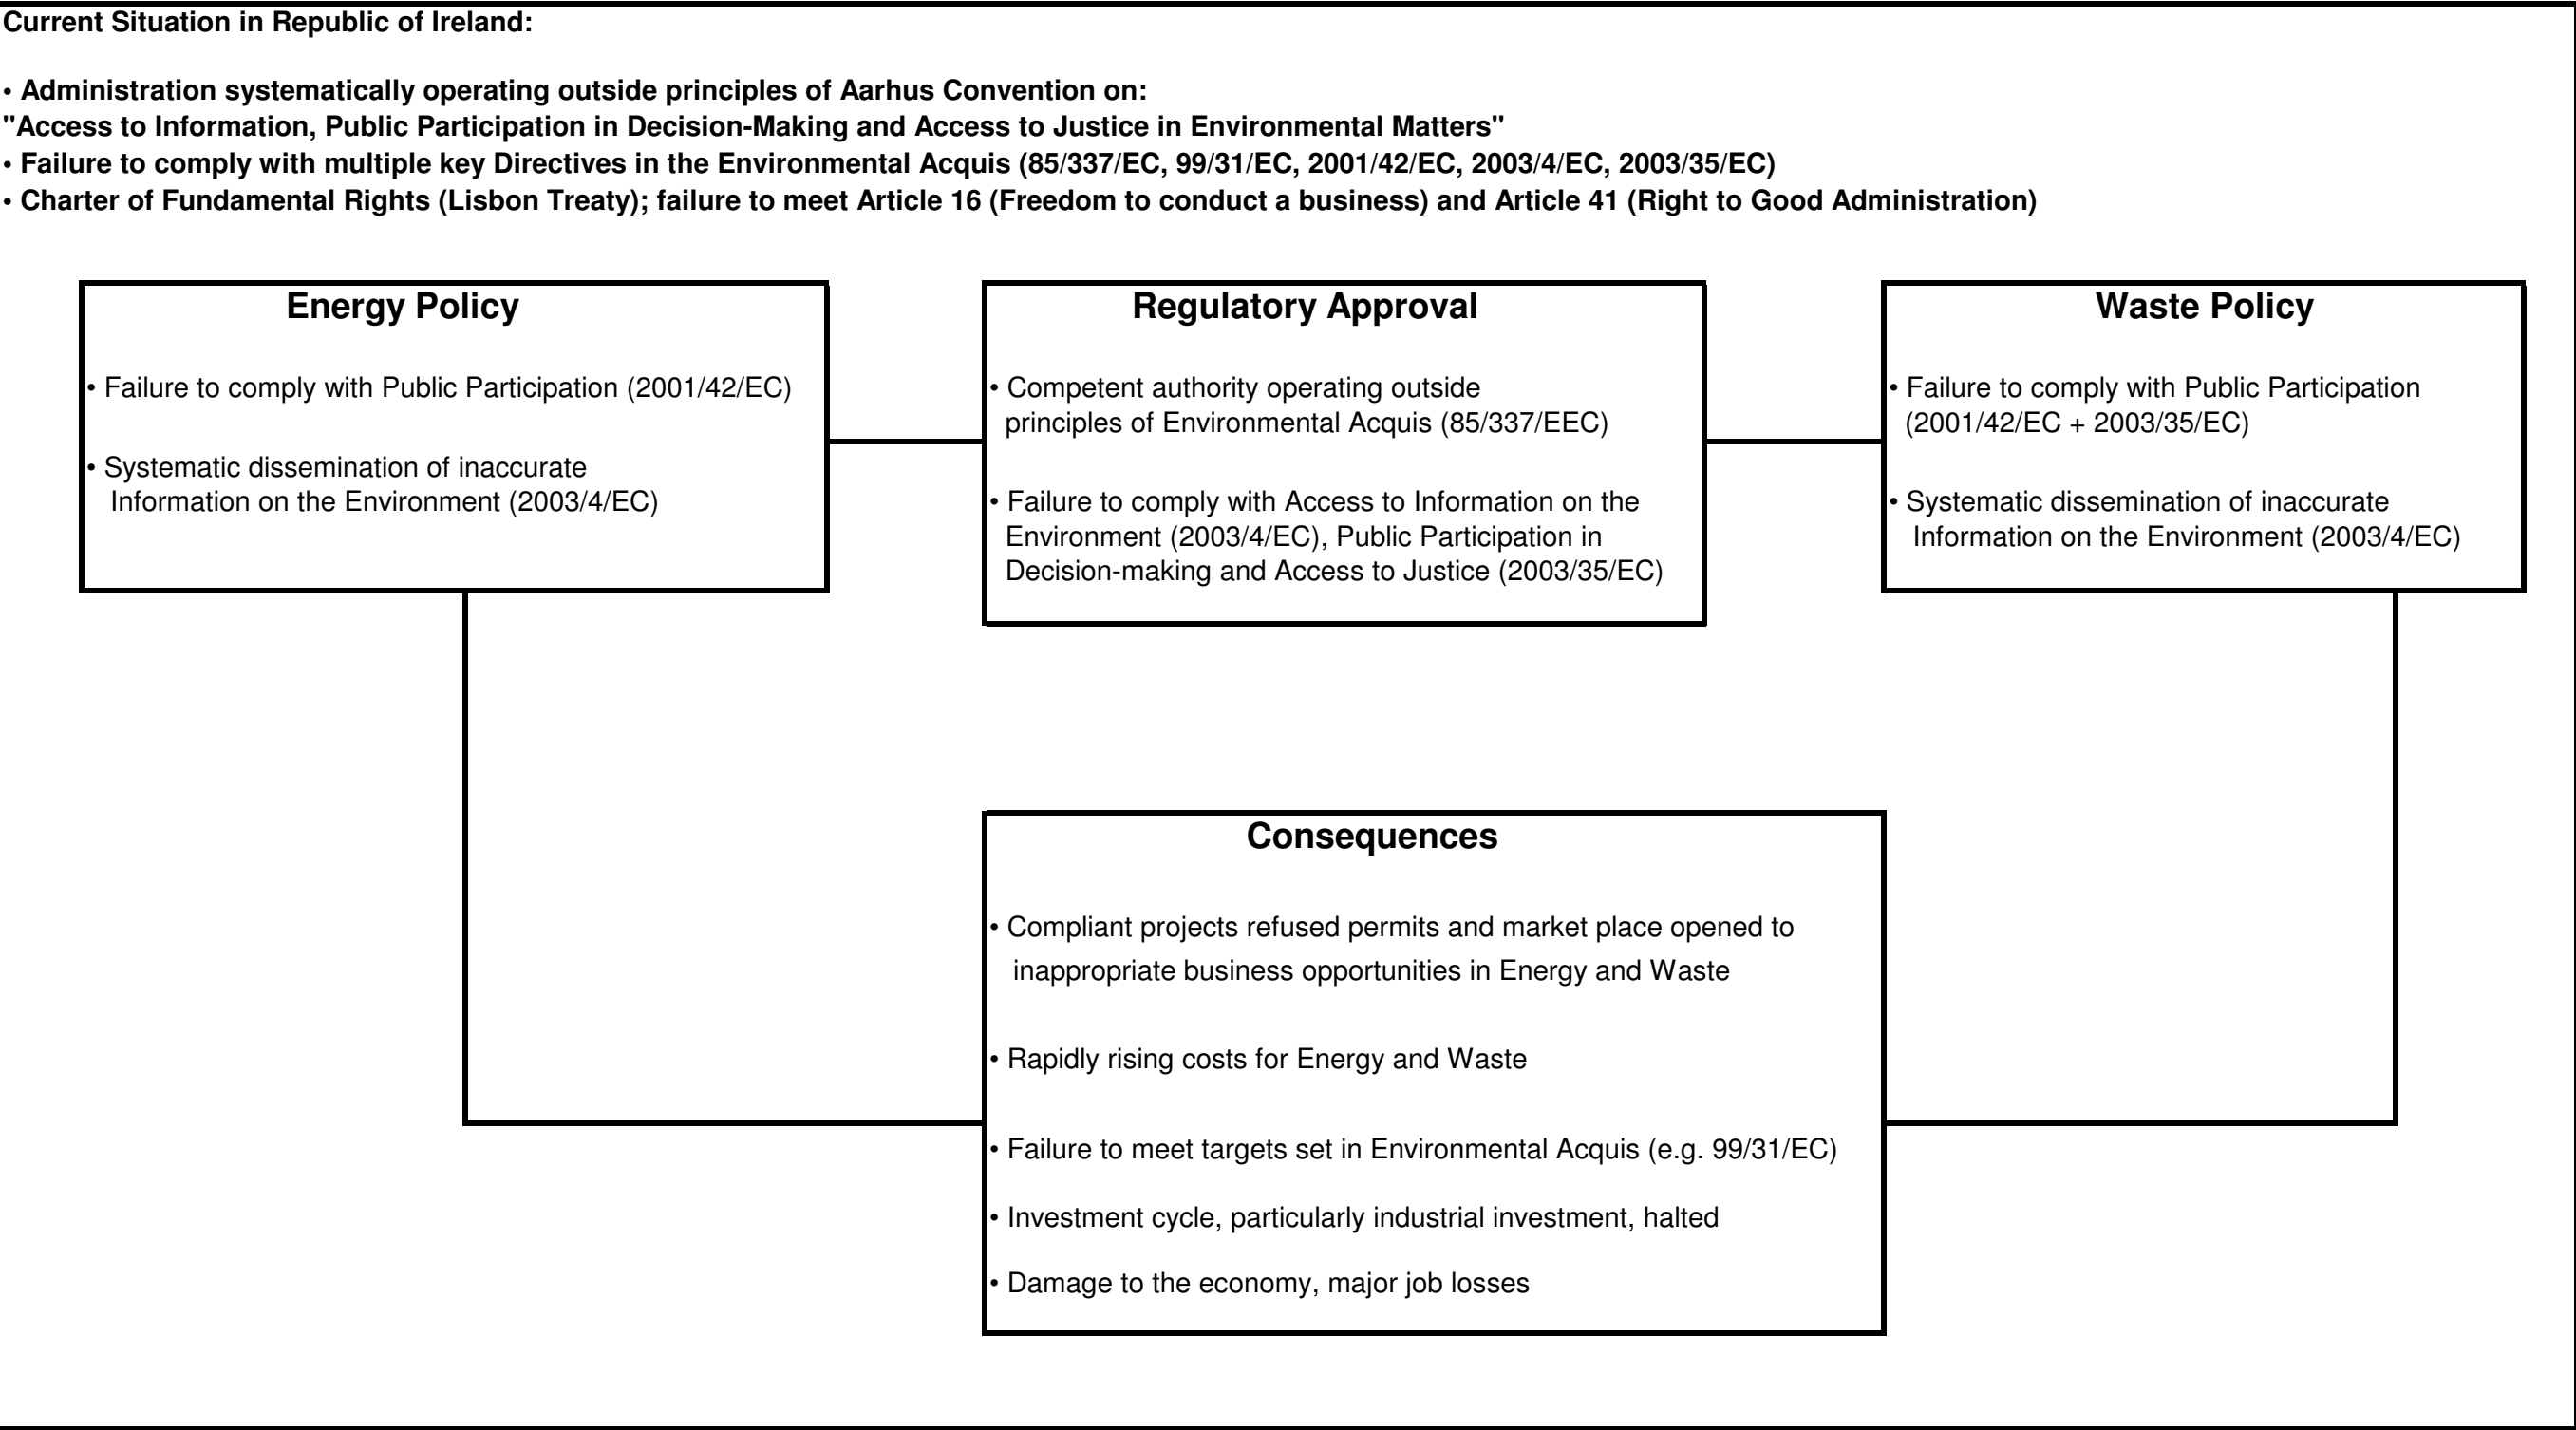 Current Situation in Republic of Ireland:
• Administration systematically operating outside principles of Aarhus Convention on:
"Access to Information, Public Participation in Decision-Making and Access to Justice in Environmental Matters"
• Failure to comply with multiple key Directives in the Environmental Acquis (85/337/EC, 99/31/EC, 2001/42/EC, 2003/4/EC, 2003/35/EC)
• Charter of Fundamental Rights (Lisbon Treaty); failure to meet Article 16 (Freedom to conduct a business) and Article 41 (Right to Good Administration)
Energy Policy
• Failure to comply with Public Participation (2001/42/EC)
• Systematic dissemination of inaccurate
Information on the Environment (2003/4/EC)
Regulatory Approval
• Competent authority operating outside
principles of Environmental Acquis (85/337/EEC)
• Failure to comply with Access to Information on the
Environment (2003/4/EC), Public Participation in
Decision-making and Access to Justice (2003/35/EC)
Waste Policy
• Failure to comply with Public Participation
(2001/42/EC + 2003/35/EC)
• Systematic dissemination of inaccurate
Information on the Environment (2003/4/EC)
Consequences
• Compliant projects refused permits and market place opened to
inappropriate business opportunities in Energy and Waste
• Rapidly rising costs for Energy and Waste
• Failure to meet targets set in Environmental Acquis (e.g. 99/31/EC)
• Investment cycle, particularly industrial investment, halted
• Damage to the economy, major job losses